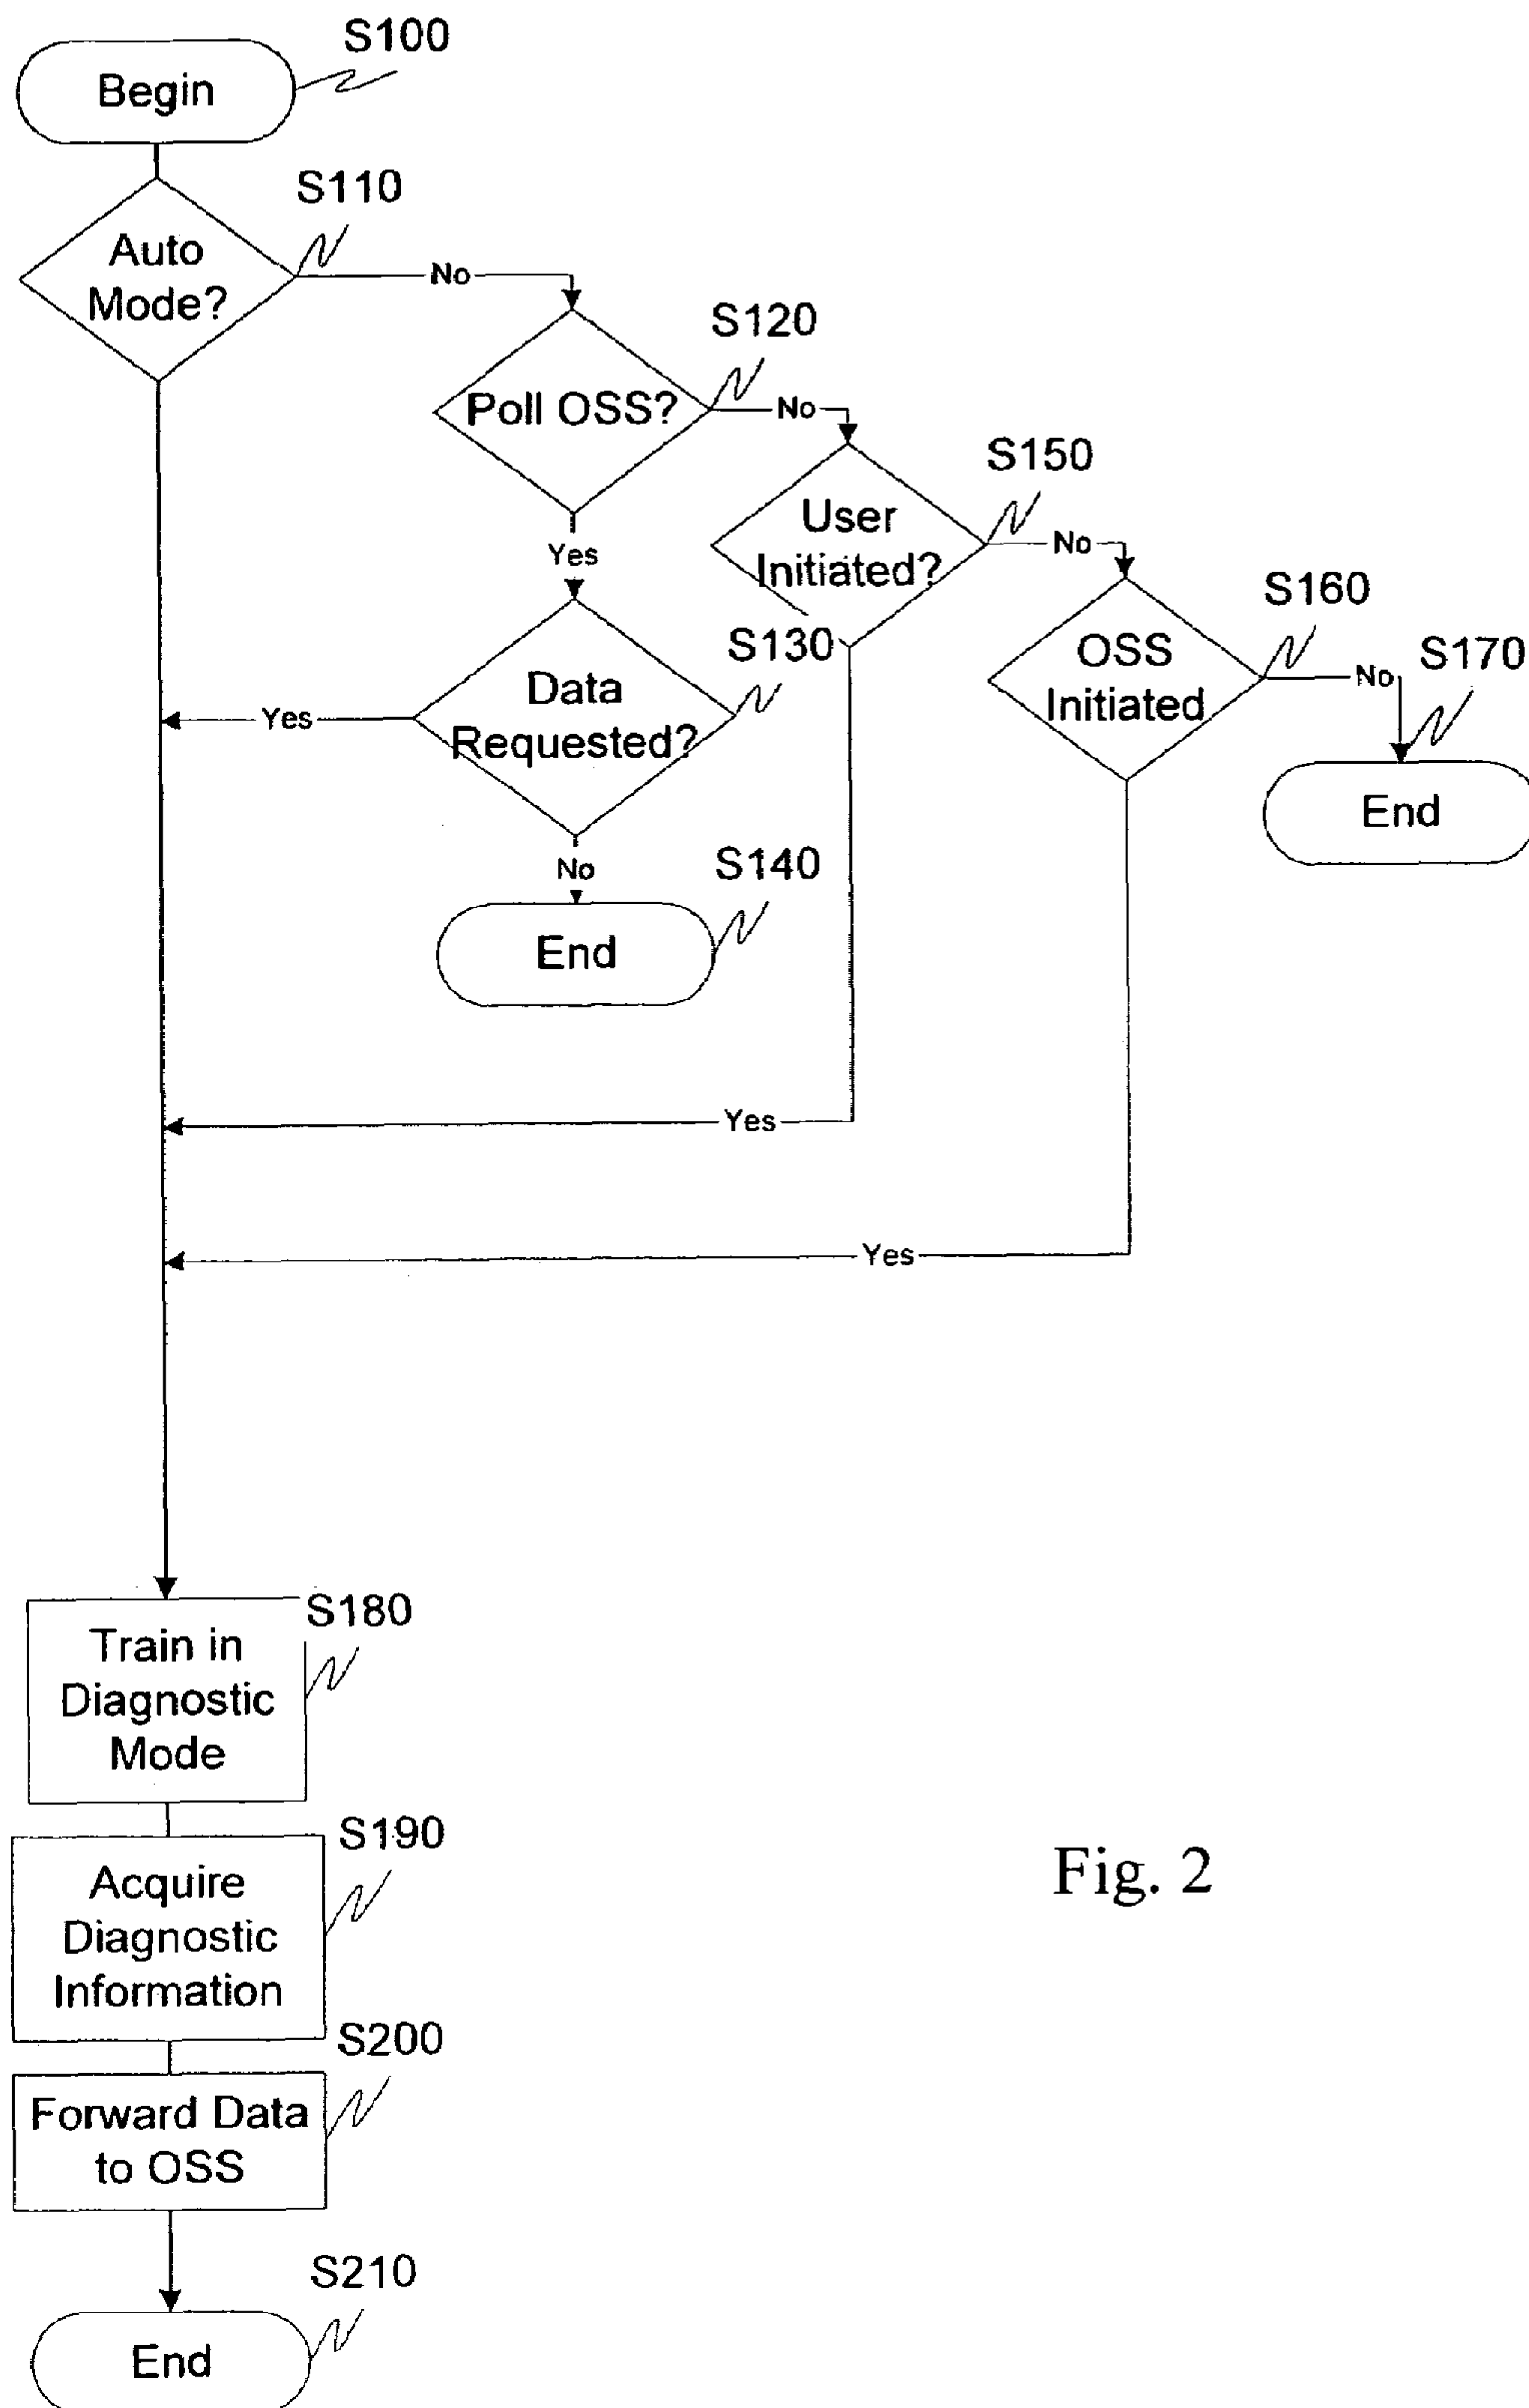 S100
Begin
S110
Auto
Mode?
No
S120
Poll OSS?
No
S150
User
Initiated?
No
Yes
S160
OSS
Initiated
No
S170
End
S130
Data
Requested?
Yes
No
S140
End
Yes
Yes
S180
Train in
Diagnostic
Mode
S190
Acquire
Diagnostic
Information
Fig. 2
S200
Forward Data
to OSS
S210
End